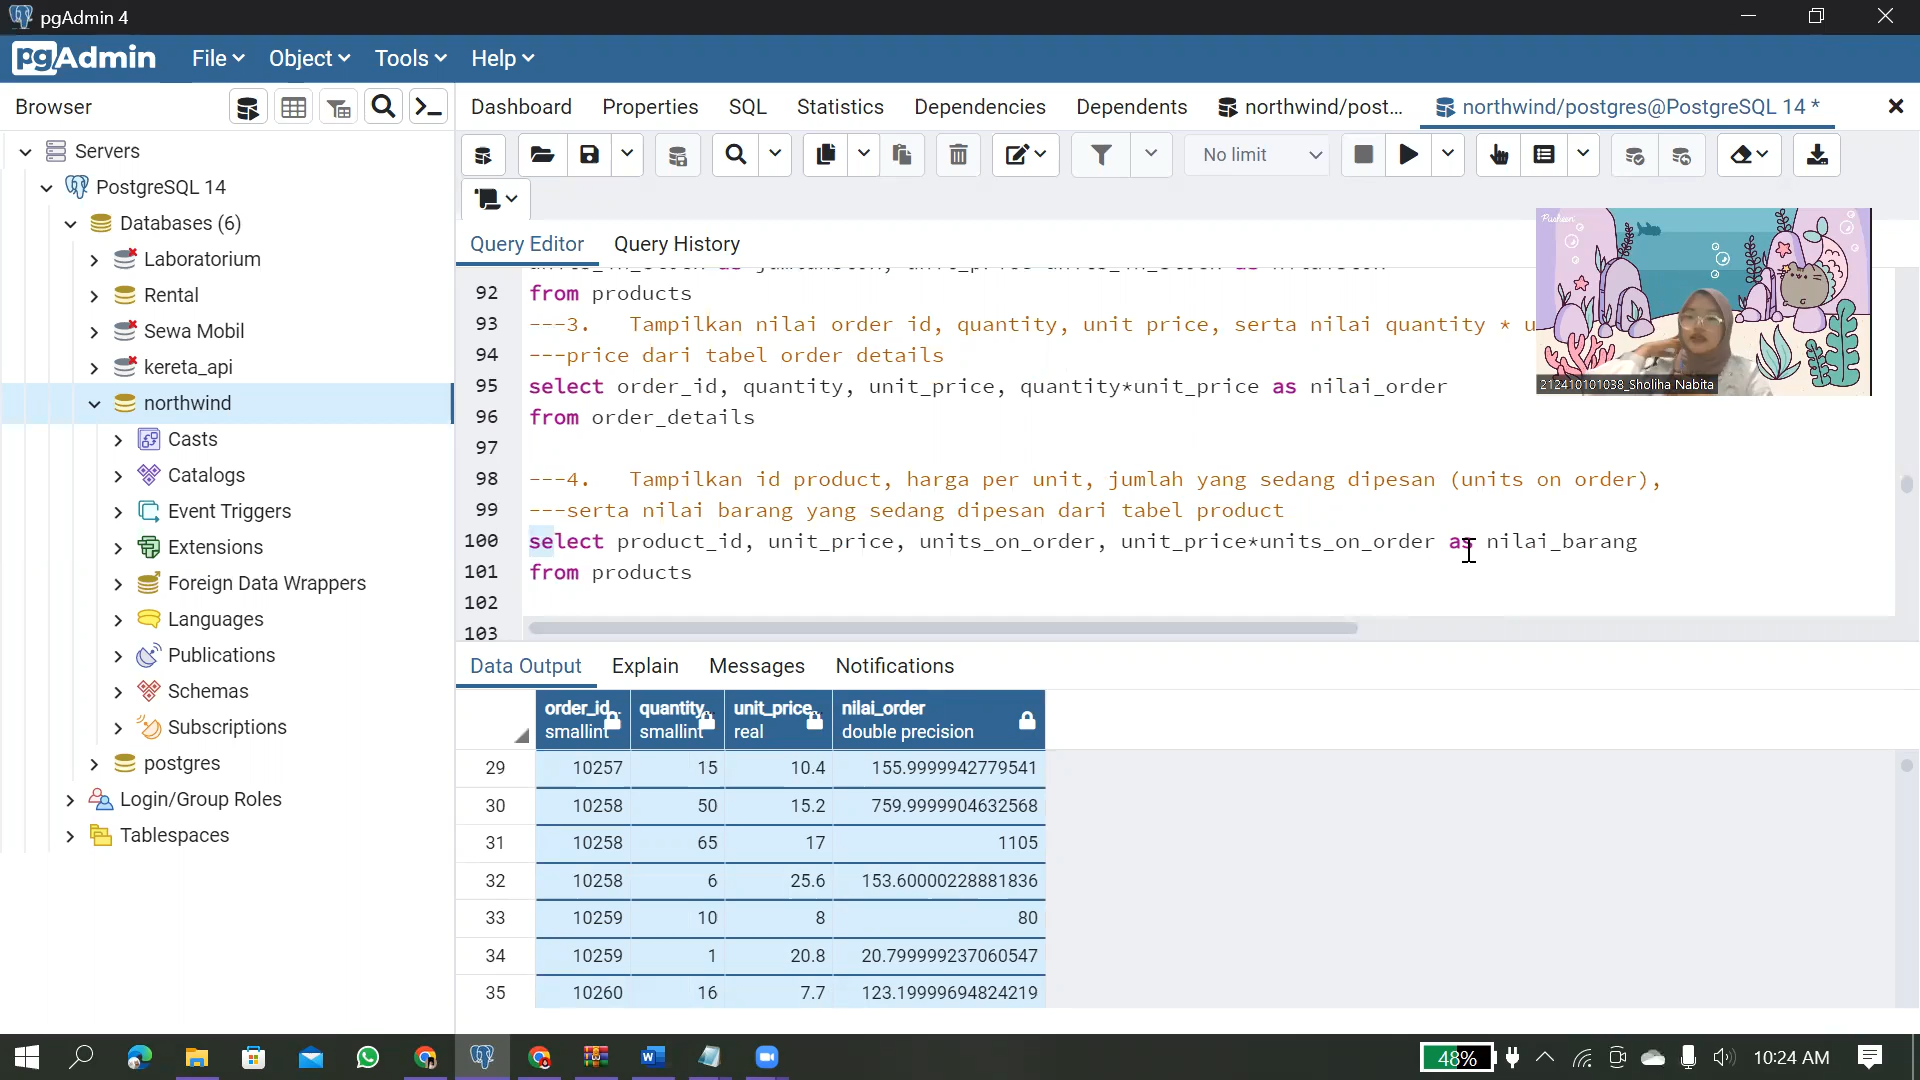 pgAdmin 4
pgAdmin
File
Object
Tools
Help
Browser
Dashboard
Properties
SQL
Statistics
Dependencies
Dependents
northwind/post...
northwind/postgres@PostgreSQL 14 *
No limit
Servers
PostgreSQL 14
Databases (6)
Laboratorium
Rental
Sewa Mobil
kereta_api
northwind
Casts
Catalogs
Event Triggers
Extensions
Foreign Data Wrappers
Languages
Publications
Schemas
Subscriptions
postgres
Login/Group Roles
Tablespaces
Query Editor
Query History
92 from products
93 ---3. Tampilkan nilai order id, quantity, unit price, serta nilai quantity * u
94 ---price dari tabel order details
95 select order_id, quantity, unit_price, quantity*unit_price as nilai_order
96 from order_details
97
98 ---4. Tampilkan id product, harga per unit, jumlah yang sedang dipesan (units on order),
99 ---serta nilai barang yang sedang dipesan dari tabel product
100 select product_id, unit_price, units_on_order, unit_price*units_on_order as nilai_barang
101 from products
102
103
Pusheen
212410101038_Sholiha Nabita
Data Output
Explain
Messages
Notifications
order_id quantity unit_price nilai_order
smallint smallint real double precision
29 10257 15 10.4 155.9999942779541
30 10258 50 15.2 759.9999904632568
31 10258 65 17 1105
32 10258 6 25.6 153.60000228881836
33 10259 10 8 80
34 10259 1 20.8 20.799999237060547
35 10260 16 7.7 123.19999694824219
48%
10:24 AM